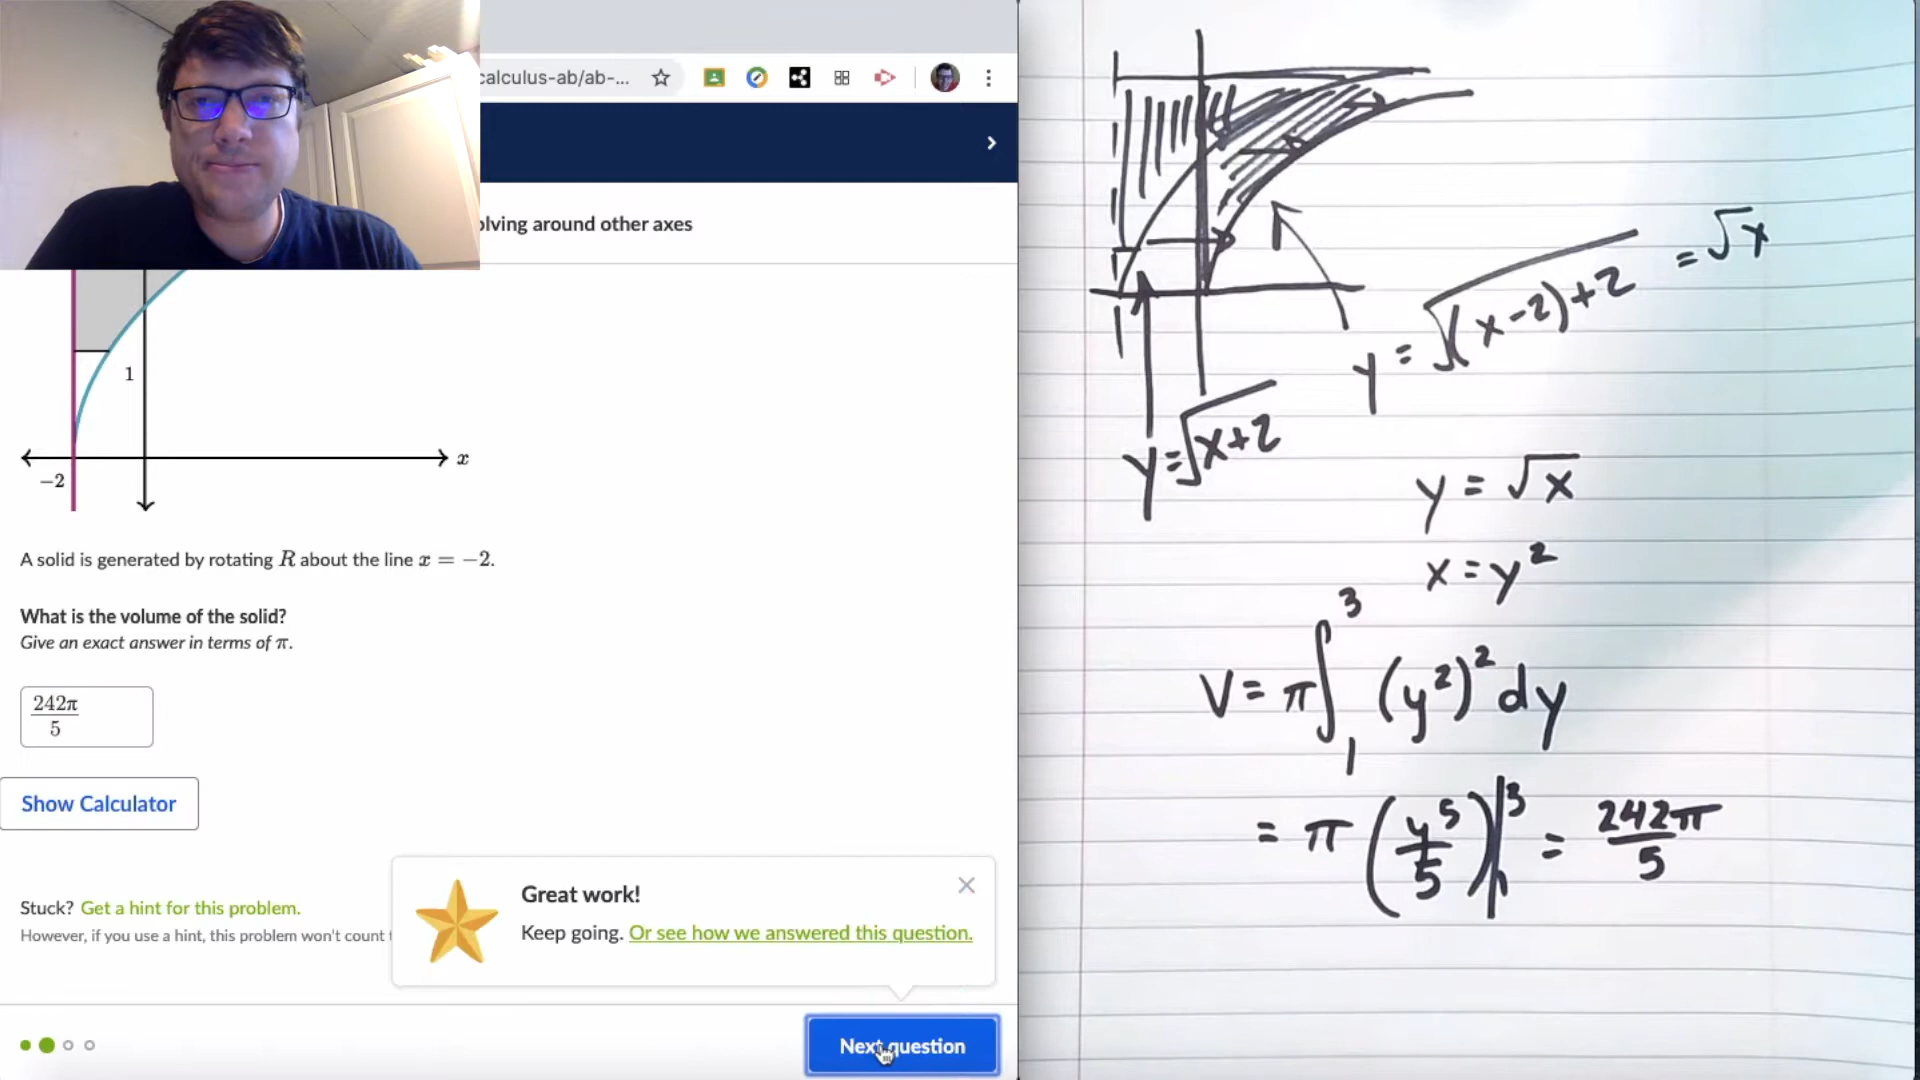 calculus-ab/ab-...
olving around other axes
1
x
−2
A solid is generated by rotating R about the line x = −2.
What is the volume of the solid?
Give an exact answer in terms of π.
242π
5
Show Calculator
Stuck? Get a hint for this problem.
However, if you use a hint, this problem won't count
Great work!
Keep going. Or see how we answered this question.
Next question
y = √(x-2)+2 = √x
y=√x+2
y = √x
x = y²
V = π∫₁³ (y²)² dy
= π (y⁵/5)|₁³ = 242π/5